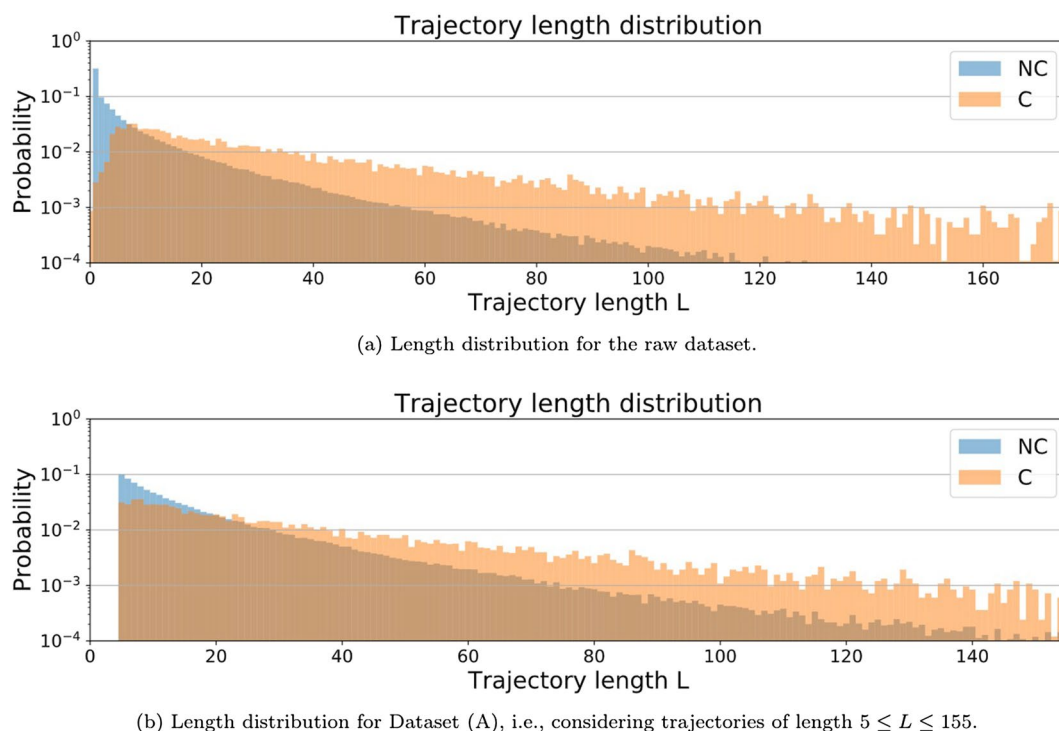 Trajectory length distribution
10^0
10^-1
10^-2
10^-3
10^-4
Probability
NC
C
0 20 40 60 80 100 120 140 160
Trajectory length L
(a) Length distribution for the raw dataset.
Trajectory length distribution
10^0
10^-1
10^-2
10^-3
10^-4
Probability
NC
C
0 20 40 60 80 100 120 140
Trajectory length L
(b) Length distribution for Dataset (A), i.e., considering trajectories of length 5 ≤ L ≤ 155.